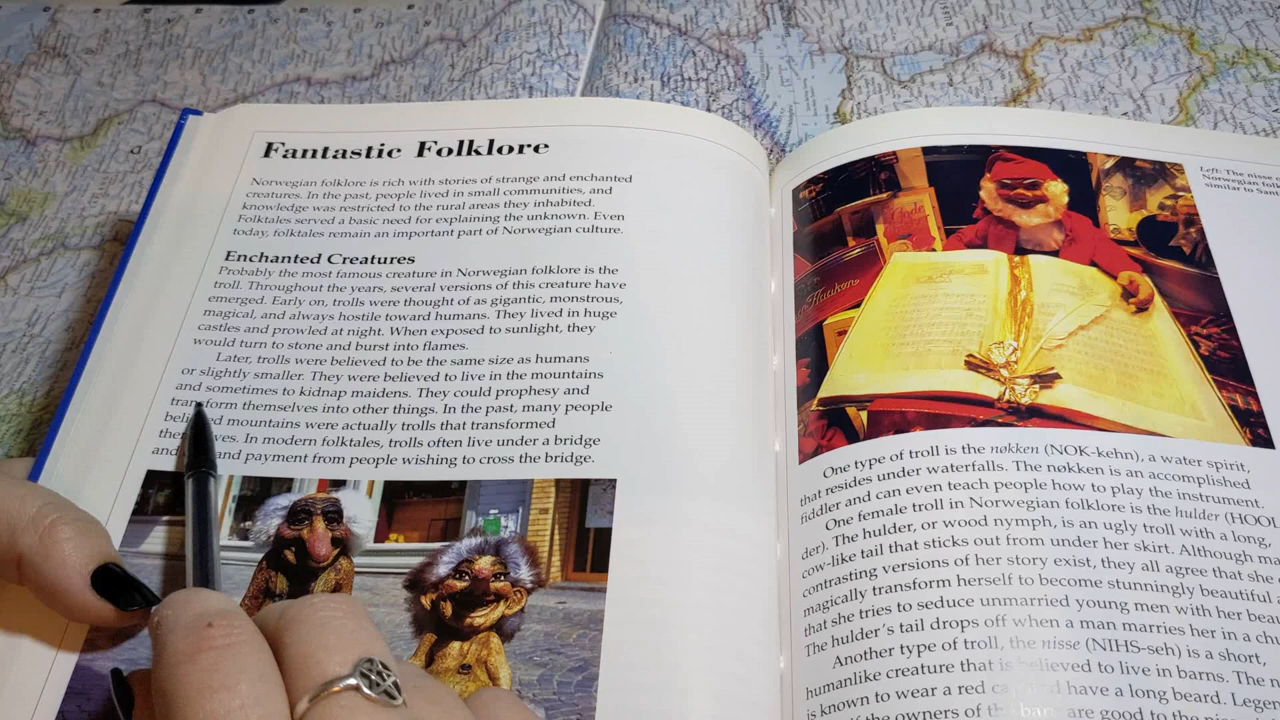 Fantastic Folklore
Norwegian folklore is rich with stories of strange and enchanted
creatures. In the past, people lived in small communities, and
knowledge was restricted to the rural areas they inhabited.
Folktales served a basic need for explaining the unknown. Even
today, folktales remain an important part of Norwegian culture.
Enchanted Creatures
Probably the most famous creature in Norwegian folklore is the
troll. Throughout the years, several versions of this creature have
emerged. Early on, trolls were thought of as gigantic, monstrous,
magical, and always hostile toward humans. They lived in huge
castles and prowled at night. When exposed to sunlight, they
would turn to stone and burst into flames.
Later, trolls were believed to be the same size as humans
or slightly smaller. They were believed to live in the mountains
and sometimes to kidnap maidens. They could prophesy and
transform themselves into other things. In the past, many people
mountains were actually trolls that transformed
In modern folktales, trolls often live under a bridge
and payment from people wishing to cross the bridge.
Left: The nisse
Norwegian
similar to
One type of troll is the nøkken (NOK-kehn), a water spirit,
that resides under waterfalls. The nøkken is an accomplished
fiddler and can even teach people how to play the instrument.
One female troll in Norwegian folklore is the hulder (HOOL
der). The hulder, or wood nymph, is an ugly troll with a long,
cow-like tail that sticks out from under her skirt. Although
contrasting versions of her story exist, they all agree that she
magically transform herself to become stunningly beautiful
that she tries to seduce unmarried young men with her
The hulder's tail drops off when a man marries her in a
Another type of troll, the nisse (NIHS-seh) is a short,
humanlike creature that is believed to live in barns. The
is known to wear a red have a long beard.
the owners of are good to